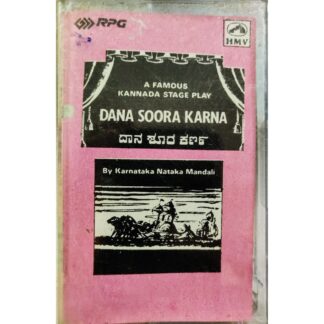 RPG
HMV
A FAMOUS
KANNADA STAGE PLAY
DANA SOORA KARNA
ದಾನ ಶೂರ ಕರ್ಣ
By Karnataka Nataka Mandali